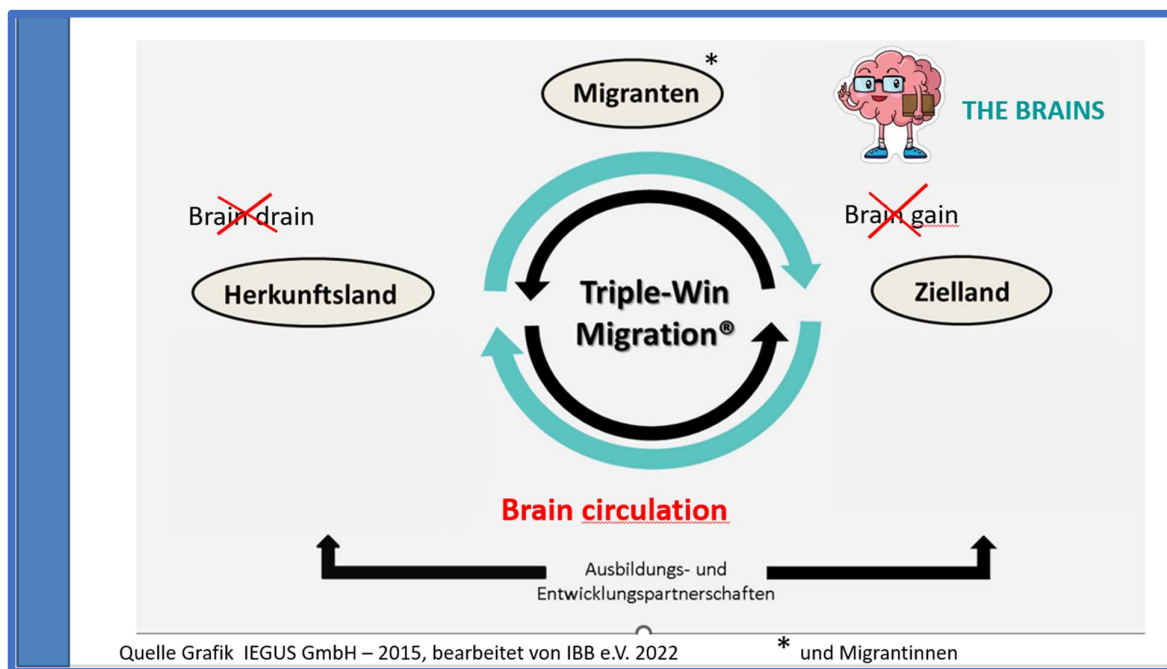 *
Migranten
THE BRAINS
Brain drain
Brain gain
Herkunftsland
Triple-Win
Migration®
Zielland
Brain circulation
Ausbildungs- und
Entwicklungspartnerschaften
Quelle Grafik IEGUS GmbH – 2015, bearbeitet von IBB e.V. 2022
* und Migrantinnen